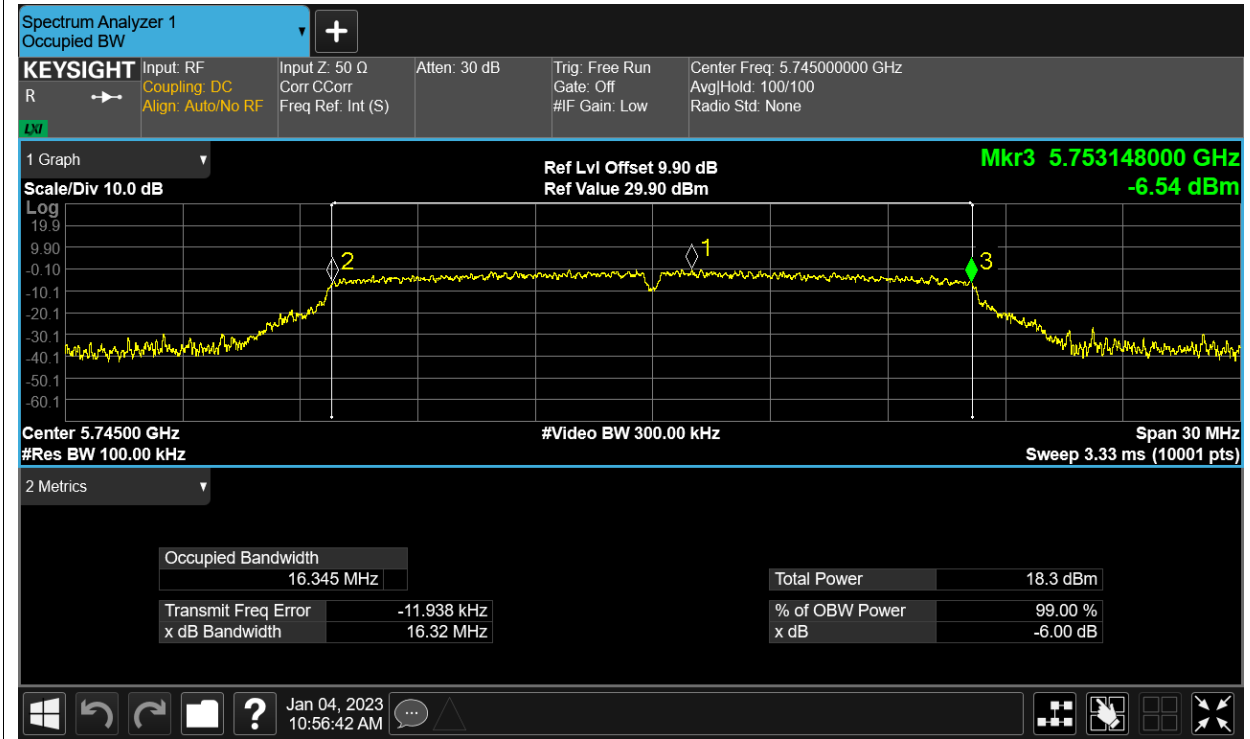 Spectrum Analyzer 1
Occupied BW
KEYSIGHT
R
LXI
Input: RF
Coupling: DC
Align: Auto/No RF
Input Z: 50 Ω
Corr CCorr
Freq Ref: Int (S)
Atten: 30 dB
Trig: Free Run
Gate: Off
#IF Gain: Low
Center Freq: 5.745000000 GHz
Avg|Hold: 100/100
Radio Std: None
1 Graph
Scale/Div 10.0 dB
Ref Lvl Offset 9.90 dB
Ref Value 29.90 dBm
Mkr3 5.753148000 GHz
-6.54 dBm
Log
19.9
9.90
-0.10
-10.1
-20.1
-30.1
-40.1
-50.1
-60.1
2
1
3
Center 5.74500 GHz
#Res BW 100.00 kHz
#Video BW 300.00 kHz
Span 30 MHz
Sweep 3.33 ms (10001 pts)
2 Metrics
Occupied Bandwidth
16.345 MHz
Transmit Freq Error -11.938 kHz
x dB Bandwidth 16.32 MHz
Total Power 18.3 dBm
% of OBW Power 99.00 %
x dB -6.00 dB
?
Jan 04, 2023
10:56:42 AM